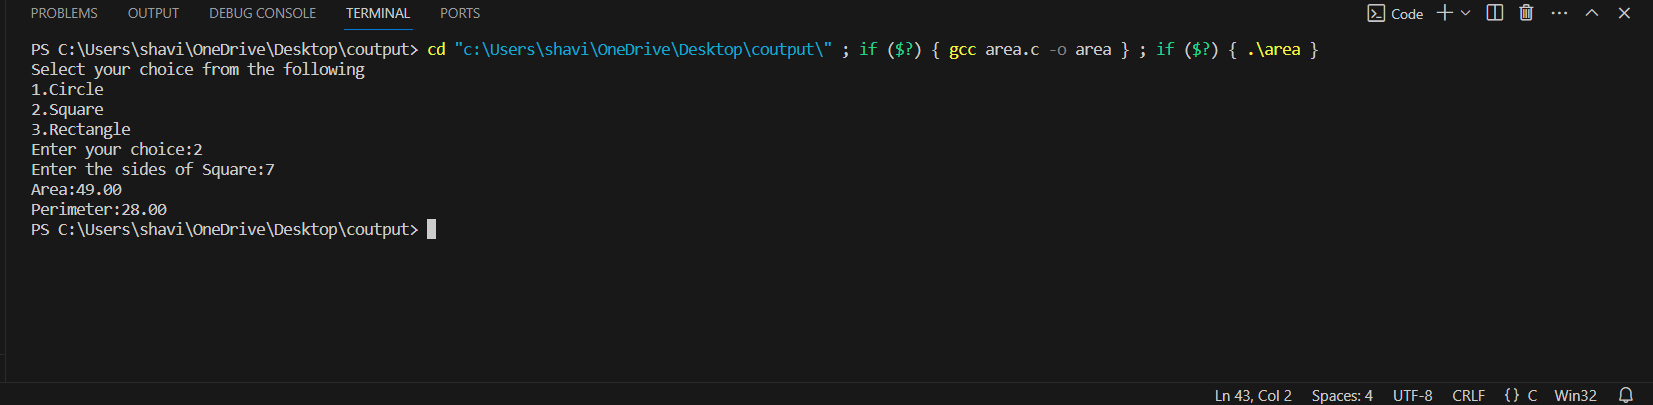 PROBLEMS OUTPUT DEBUG CONSOLE TERMINAL PORTS Code
PS C:\Users\shavi\OneDrive\Desktop\coutput> cd "c:\Users\shavi\OneDrive\Desktop\coutput\" ; if ($?) { gcc area.c -o area } ; if ($?) { .\area }
Select your choice from the following
1.Circle
2.Square
3.Rectangle
Enter your choice:2
Enter the sides of Square:7
Area:49.00
Perimeter:28.00
PS C:\Users\shavi\OneDrive\Desktop\coutput>
Ln 43, Col 2 Spaces: 4 UTF-8 CRLF {} C Win32